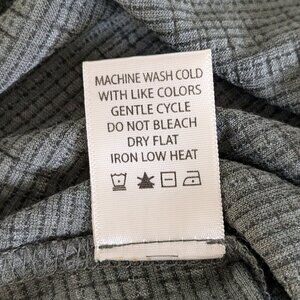 MACHINE WASH COLD
WITH LIKE COLORS
GENTLE CYCLE
DO NOT BLEACH
DRY FLAT
IRON LOW HEAT